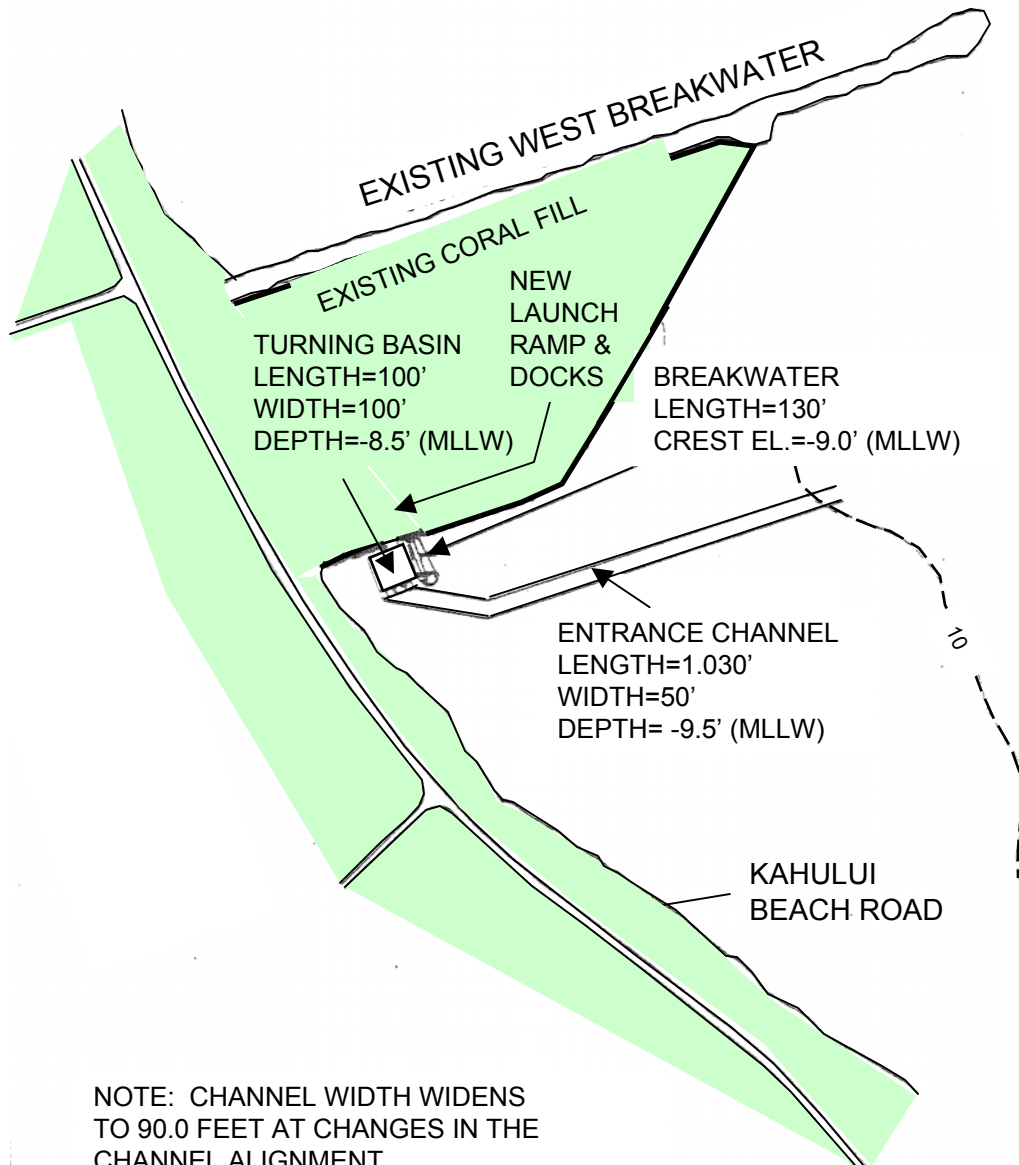 EXISTING WEST BREAKWATER
EXISTING CORAL FILL
NEW
LAUNCH
RAMP &
DOCKS
TURNING BASIN
LENGTH=100'
WIDTH=100'
DEPTH=-8.5' (MLLW)
BREAKWATER
LENGTH=130'
CREST EL.=-9.0' (MLLW)
ENTRANCE CHANNEL
LENGTH=1.030'
WIDTH=50'
DEPTH= -9.5' (MLLW)
10
KAHULUI
BEACH ROAD
NOTE: CHANNEL WIDTH WIDENS
TO 90.0 FEET AT CHANGES IN THE
CHANNEL ALIGNMENT